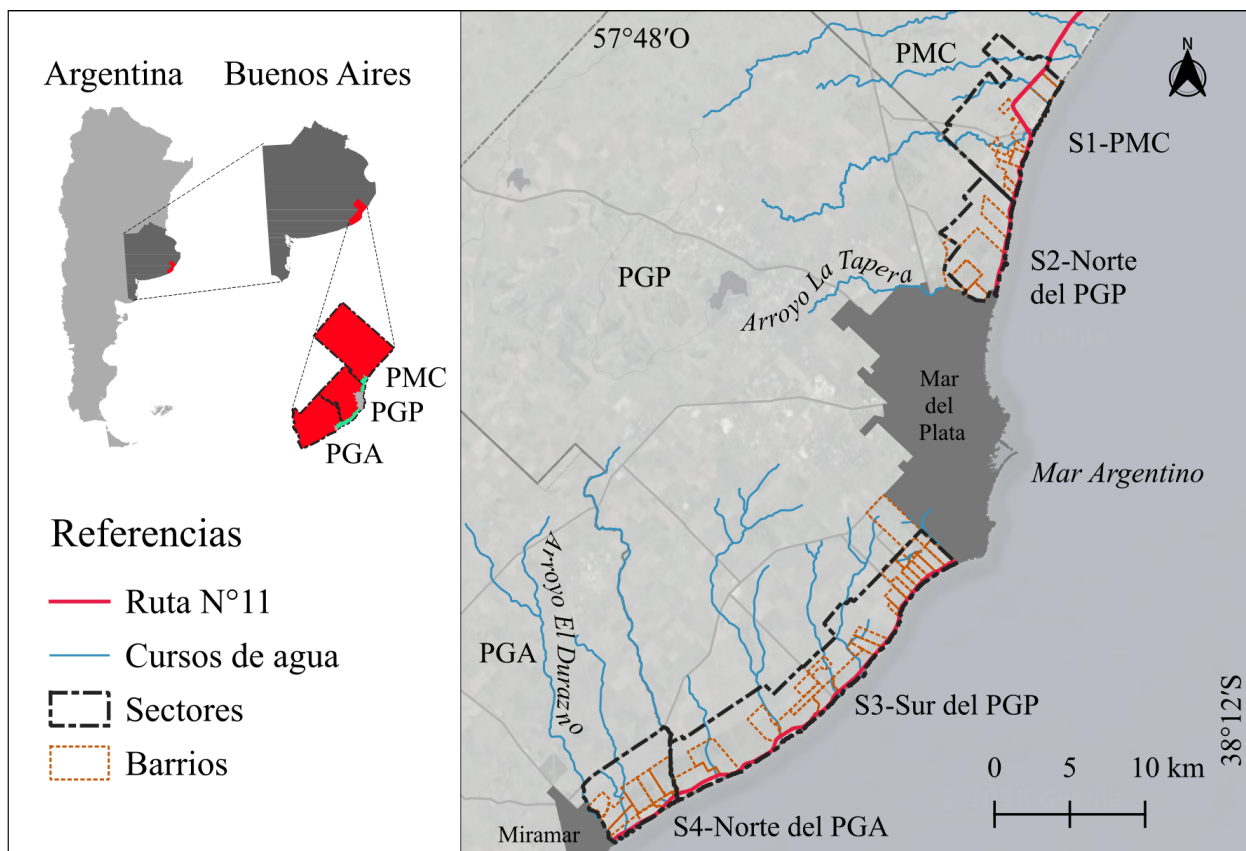 Argentina
Buenos Aires
PMC
PGP
PGA
Referencias
Ruta N°11
Cursos de agua
Sectores
Barrios
57°48′O
PMC
N
S1-PMC
PGP
Arroyo La Tapera
S2-Norte
del PGP
Mar
del
Plata
Mar Argentino
Arroyo El Durazno
PGA
S3-Sur del PGP
38°12′S
0 5 10 km
S4-Norte del PGA
Miramar